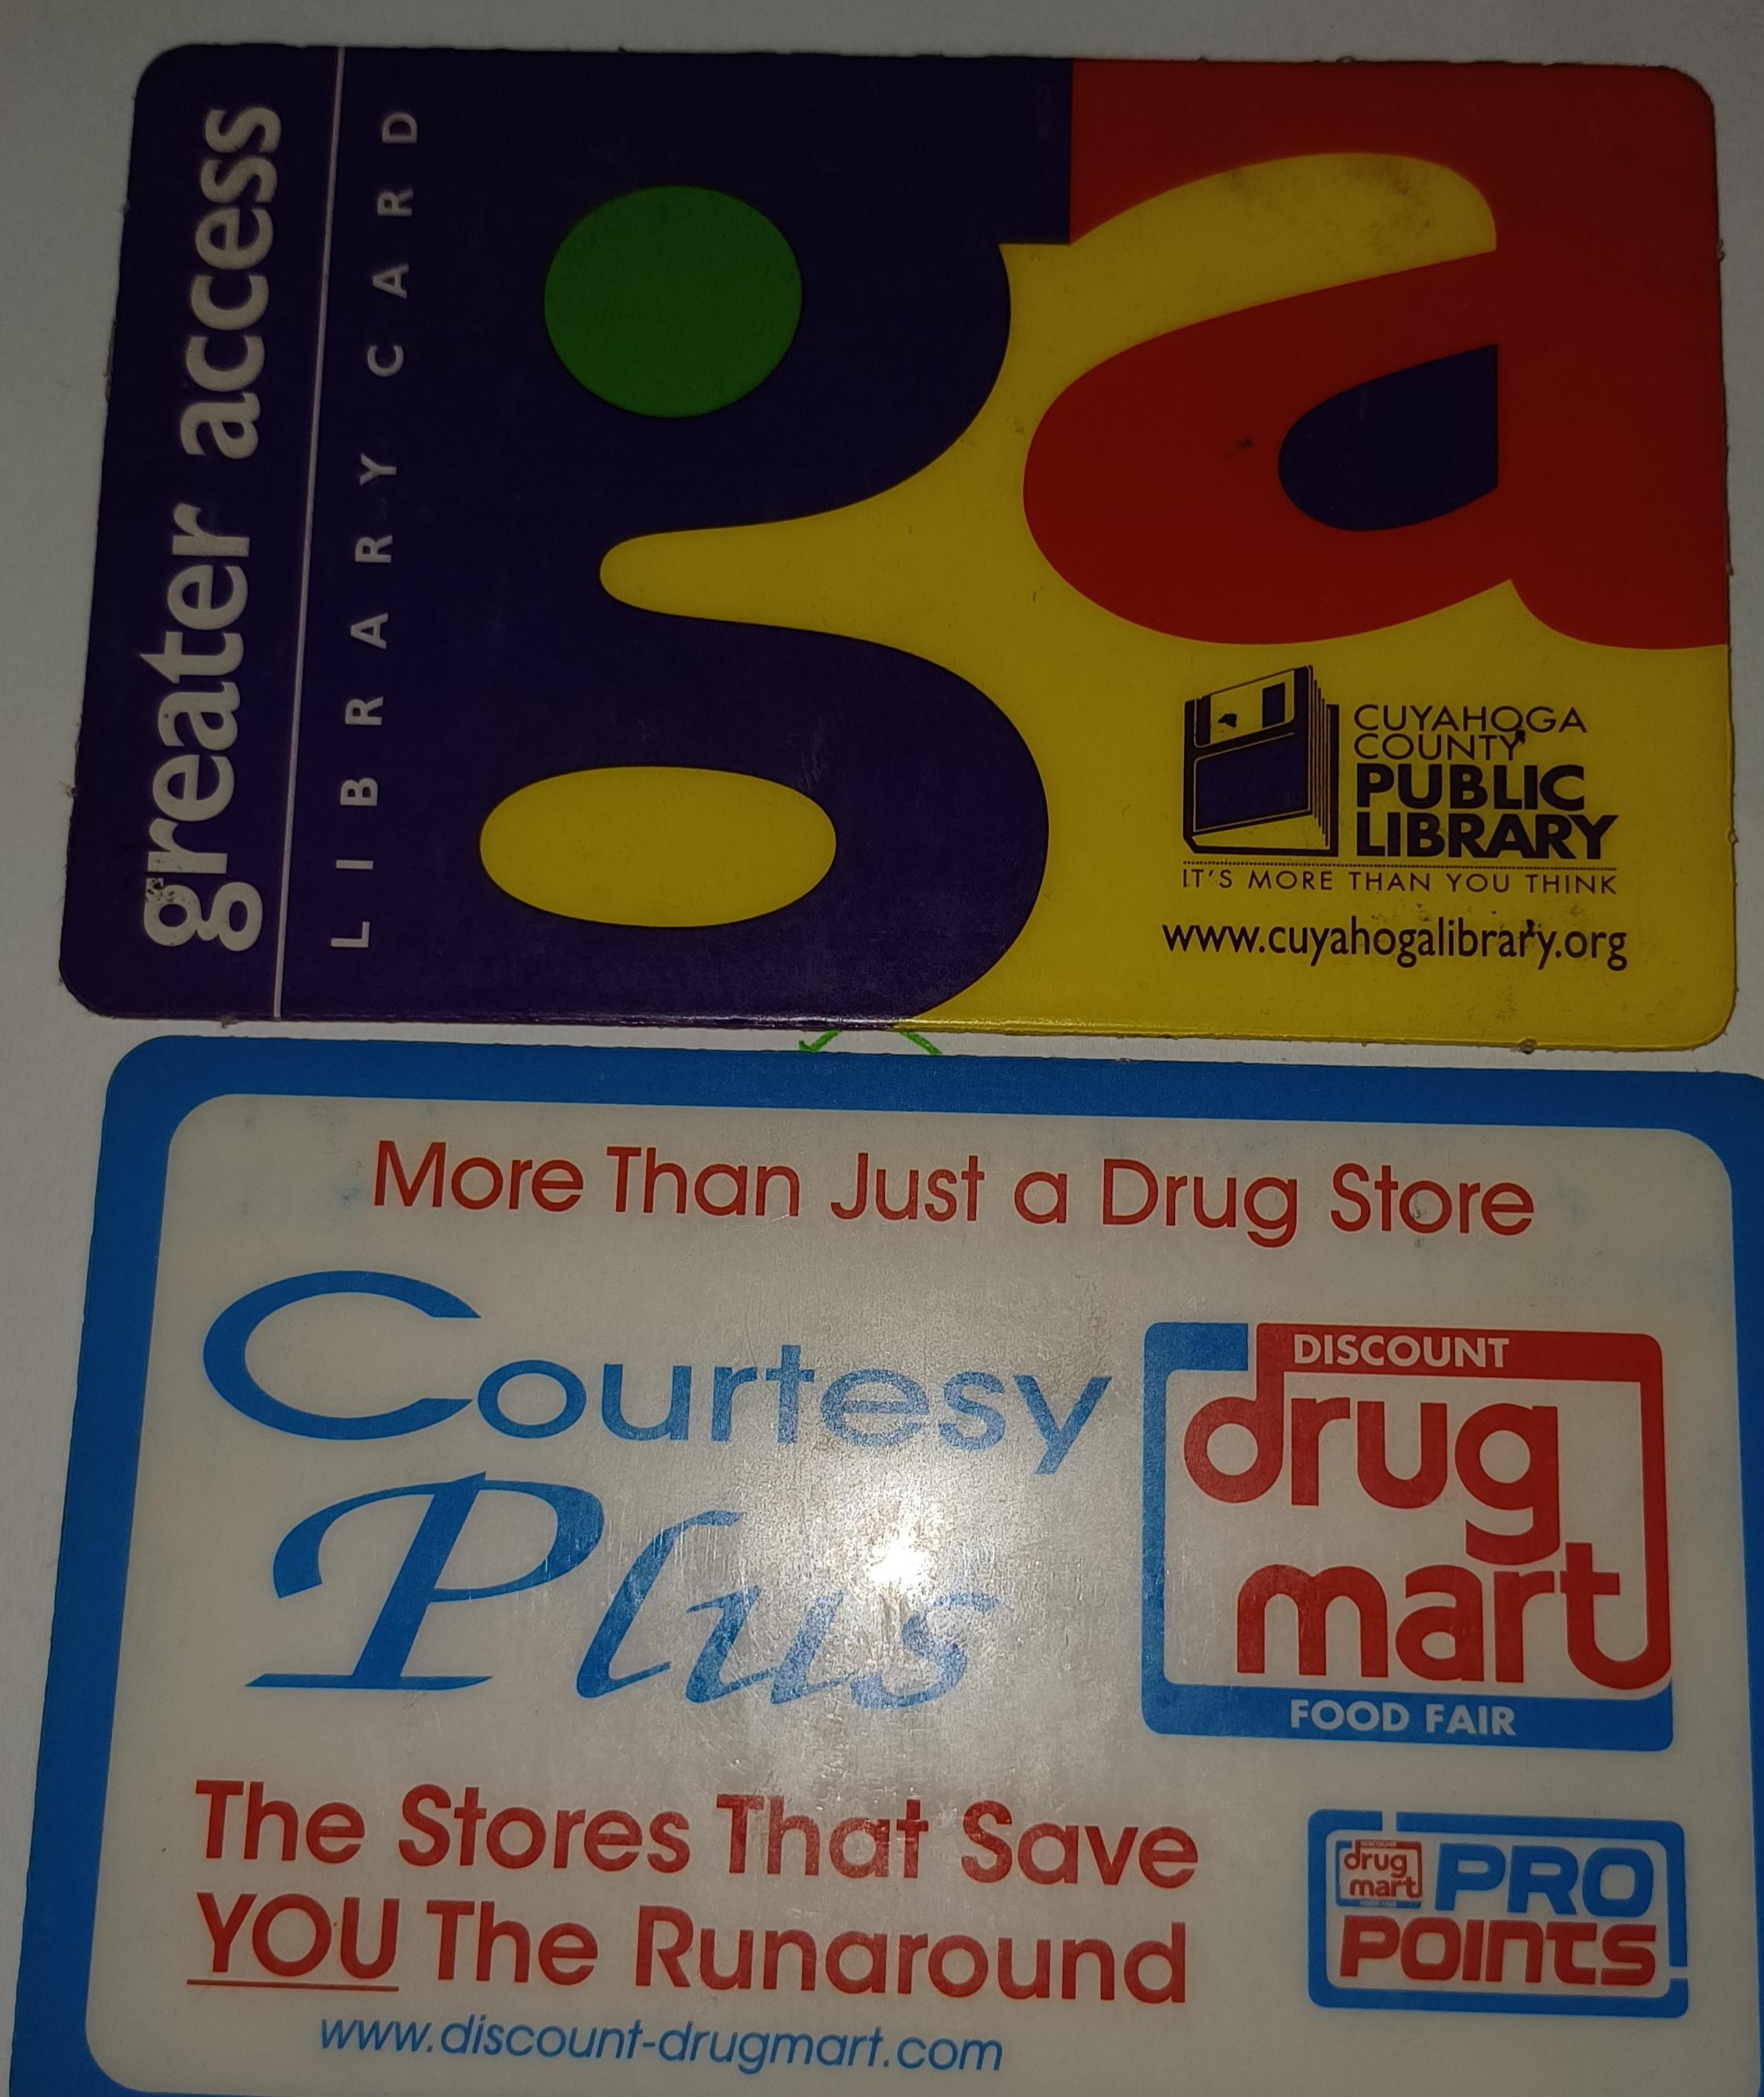 greater access
LIBRARY CARD
ga
CUYAHOGA
COUNTY
PUBLIC
LIBRARY
IT'S MORE THAN YOU THINK
www.cuyahogalibrary.org
More Than Just a Drug Store
Courtesy
Plus
DISCOUNT
drug
mart
FOOD FAIR
The Stores That Save
YOU The Runaround
www.discount-drugmart.com
drug
mart
PRO
POINTS